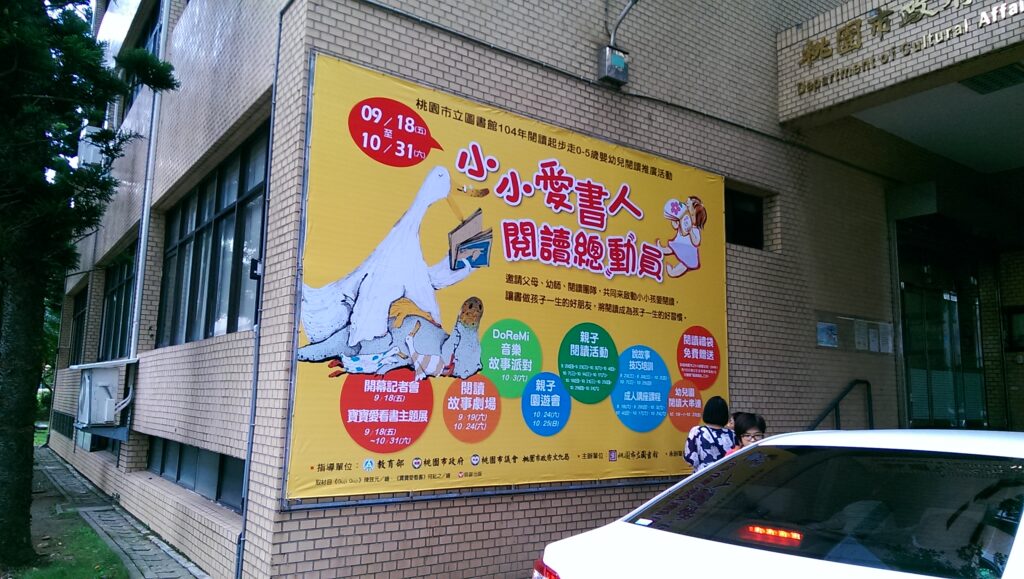 桃園市政府
Department of Cultural Affa
桃園市立圖書館104年閱讀起步走0-5歲嬰幼兒閱讀推廣活動
09/18(五)
至
10/31(六)
小小愛書人
閱讀總動員
邀請父母、幼師、閱讀團隊，共同來啟動小小孩愛閱讀，
讓書做孩子一生的好朋友，將閱讀成為孩子一生的好習慣。
開幕記者會
9/18(五)
寶寶愛看書主題展
9/18(五)
~10/31(六)
閱讀
故事劇場
9/19(六)
10/24(六)
DoReMi
音樂
故事派對
10/3(六)
親子
園遊會
10/24(六)
10/25(日)
親子
閱讀活動
說故事
技巧培訓
成人講座課程
閱讀禮袋
免費贈送
幼兒園
閱讀大串連
•指導單位：教育部 桃園市政府 桃園市議會 桃園市政府文化局 •主辦單位：桃園市立圖書館